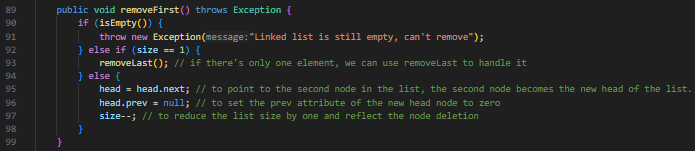 89 public void removeFirst() throws Exception {
90 if (isEmpty()) {
91 throw new Exception(message:"Linked list is still empty, can't remove");
92 } else if (size == 1) {
93 removeLast(); // if there's only one element, we can use removeLast to handle it
94 } else {
95 head = head.next; // to point to the second node in the list, the second node becomes the new head of the list.
96 head.prev = null; // to set the prev attribute of the new head node to zero
97 size--; // to reduce the list size by one and reflect the node deletion
98 }
99 }